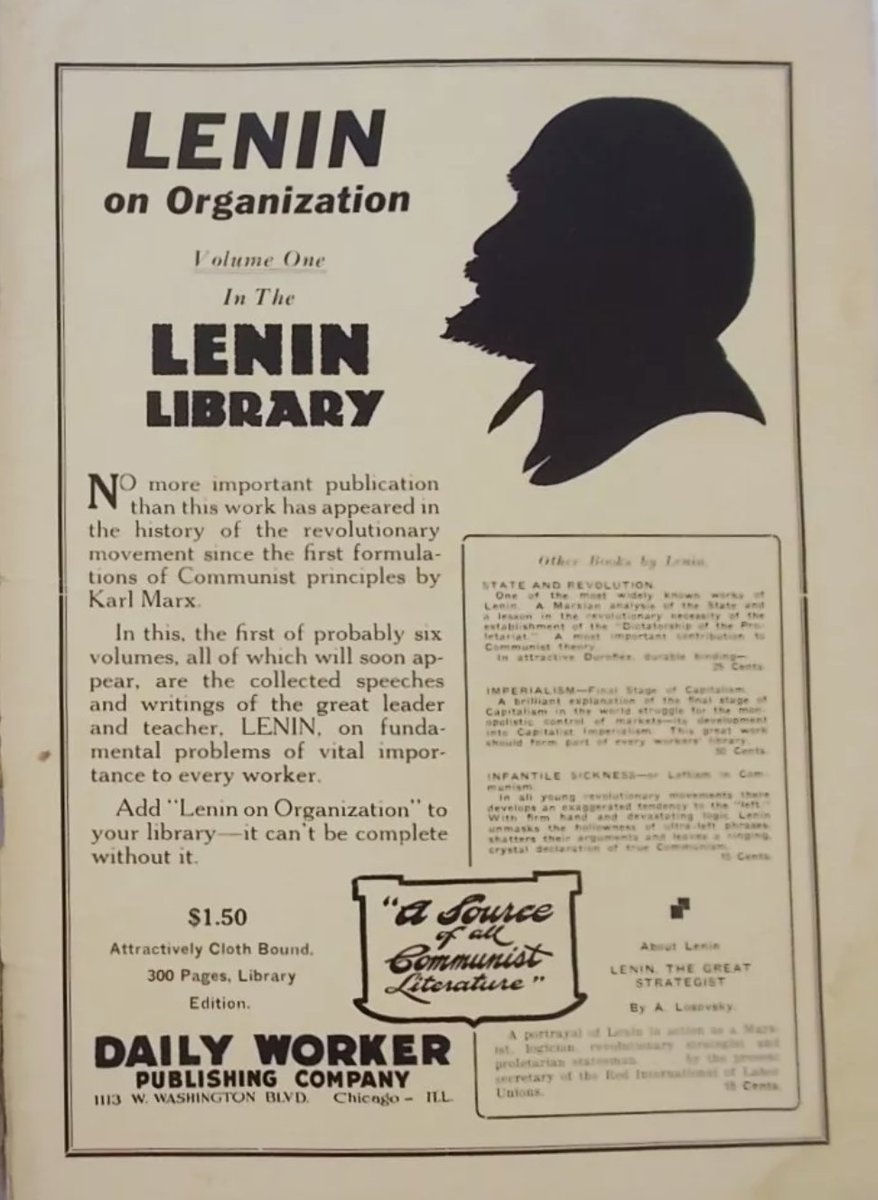 LENIN
on Organization
Volume One
In The
LENIN
LIBRARY
NO more important publication
than this work has appeared in
the history of the revolutionary
movement since the first formula-
tions of Communist principles by
Karl Marx.
In this, the first of probably six
volumes, all of which will soon ap-
pear, are the collected speeches
and writings of the great leader
and teacher, LENIN, on funda-
mental problems of vital impor-
tance to every worker.
Add "Lenin on Organization" to
your library—it can't be complete
without it.
$1.50
Attractively Cloth Bound,
300 Pages, Library
Edition.
DAILY WORKER
PUBLISHING COMPANY
1113 W. WASHINGTON BLVD. Chicago - ILL.
"A Source
of all
Communist
Literature"
Other Books by Lenin
STATE AND REVOLUTION
One of the most widely known works of
Lenin. A Marxian analysis of the State and
a lesson in the revolutionary necessity of the
establishment of the "Dictatorship of the Pro-
letariat." A most important contribution to
Communist theory.
In attractive Duroflex, durable binding—
25 Cents.
IMPERIALISM—Final Stage of Capitalism.
A brilliant explanation of the final stage of
Capitalism in the world struggle for the mon-
opolistic control of markets—its development
into Capitalist Imperialism. This great work
should form part of every workers' library.
50 Cents.
INFANTILE SICKNESS—or Leftism in Com-
munism.
In all young revolutionary movements there
develops an exaggerated tendency to the "left."
With firm hand and devastating logic Lenin
unmasks the hollowness of ultra-left phrases,
shatters their arguments and leaves a ringing,
crystal declaration of true Communism.
15 Cents.
About Lenin
LENIN, THE GREAT
STRATEGIST
By A. Losovsky.
A portrayal of Lenin in action as a Marx-
ist, logician, revolutionary strategist and
proletarian statesman by the present
secretary of the Red International of Labor
Unions. 15 Cents.